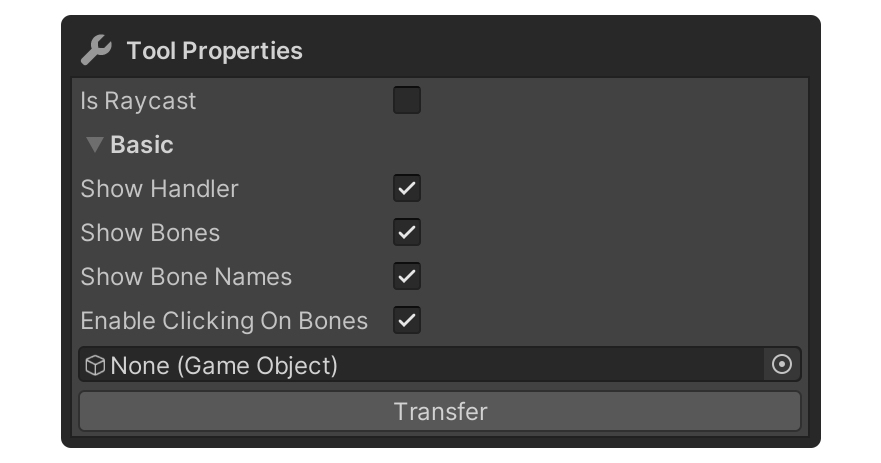 Tool Properties
Is Raycast
Basic
Show Handler
Show Bones
Show Bone Names
Enable Clicking On Bones
None (Game Object)
Transfer